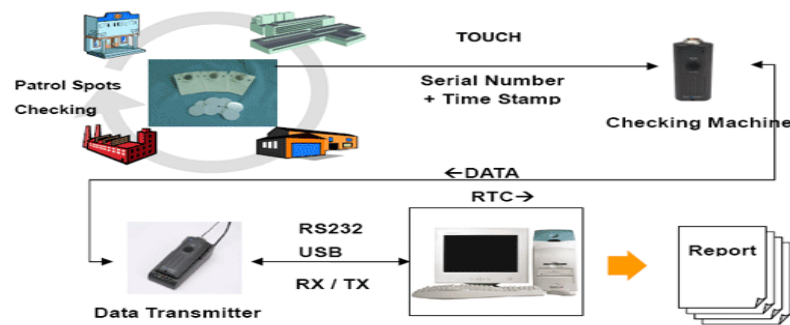 TOUCH
Patrol Spots
Checking
Serial Number
+ Time Stamp
Checking Machine
←DATA
RTC→
RS232
USB
RX / TX
Report
Data Transmitter